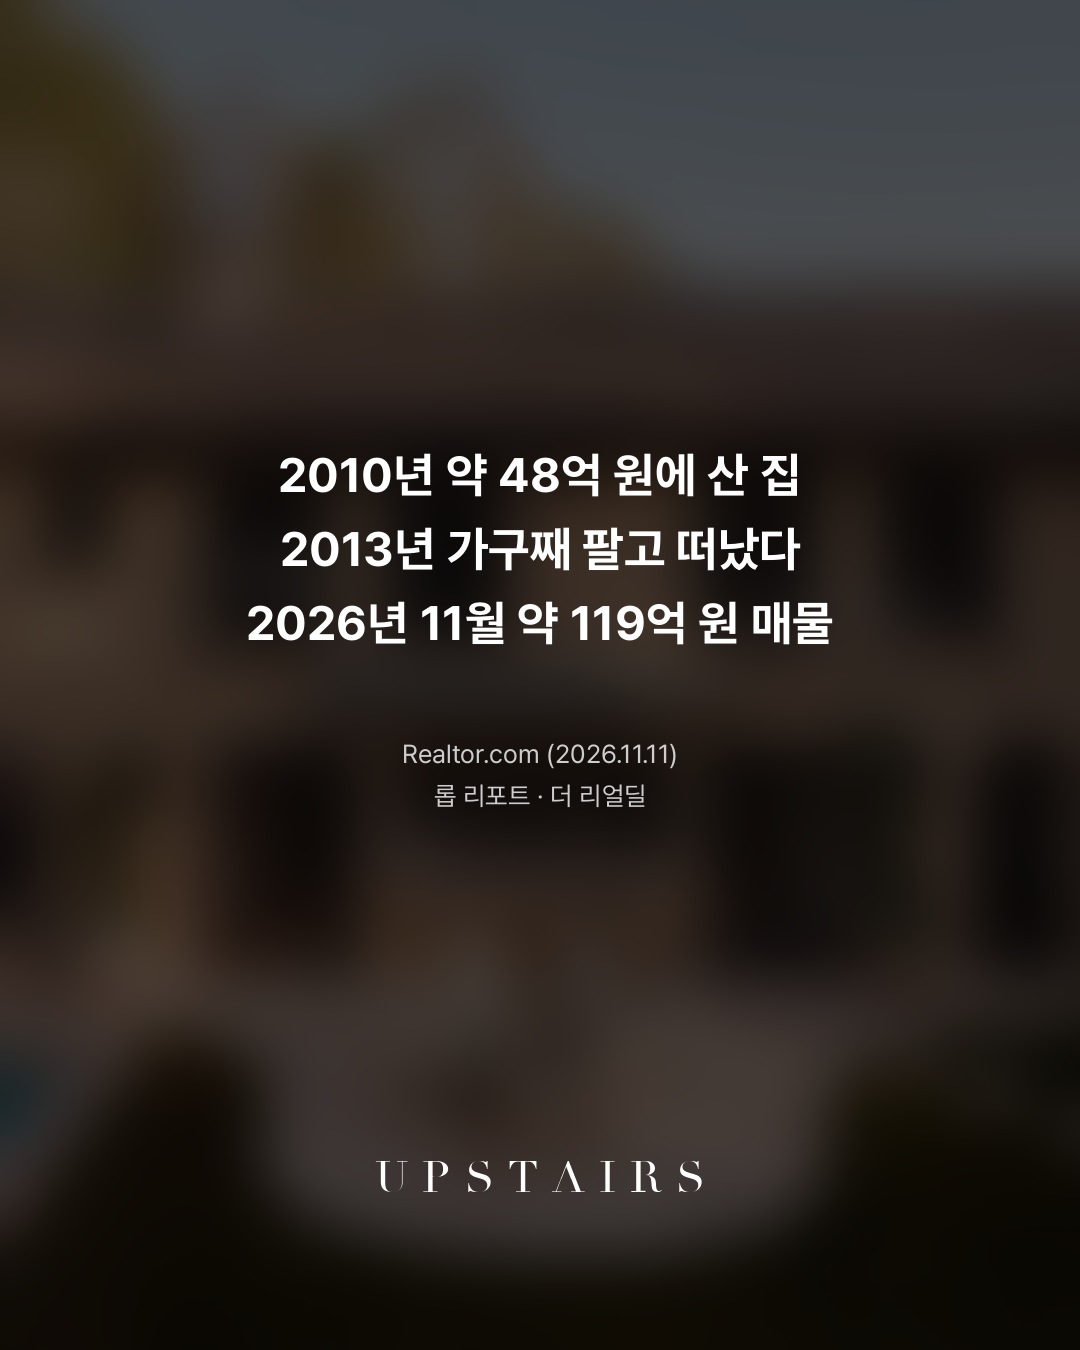 2010년 약 48억 원에 산 집
2013년 가구째 팔고 떠났다
2026년 11월 약 119억 원 매물
Realtor.com (2026.11.11)
롭 리포트 · 더 리얼딜
UPSTAIRS